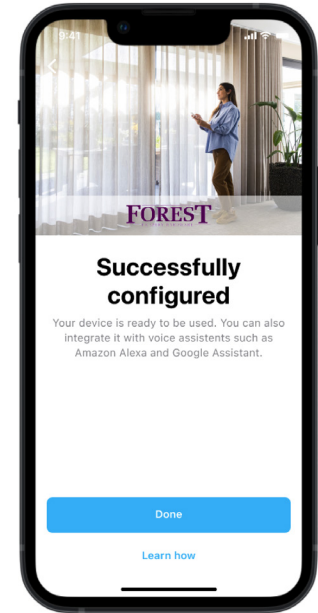 9:41
FOREST
Successfully
configured
Your device is ready to be used. You can also
integrate it with voice assistents such as
Amazon Alexa and Google Assistant.
Done
Learn how